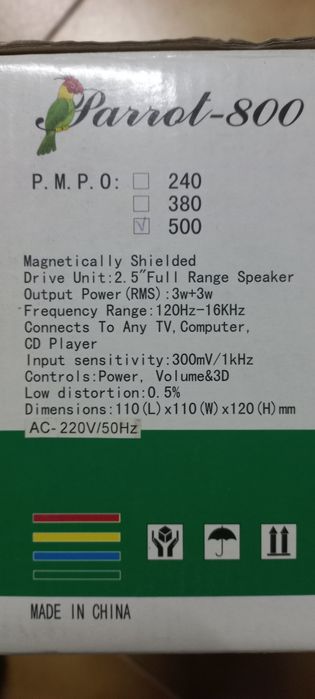 Parrot-800
P.M.P.O: 240
380
500
Magnetically Shielded
Drive Unit:2.5″Full Range Speaker
Output Power(RMS):3w+3w
Frequency Range:120Hz-16KHz
Connects To Any TV,Computer,
CD Player
Input sensitivity:300mV/1kHz
Controls:Power, Volume&3D
Low distortion:0.5%
Dimensions:110(L)x110(W)x120(H)mm
AC-220V/50Hz
MADE IN CHINA